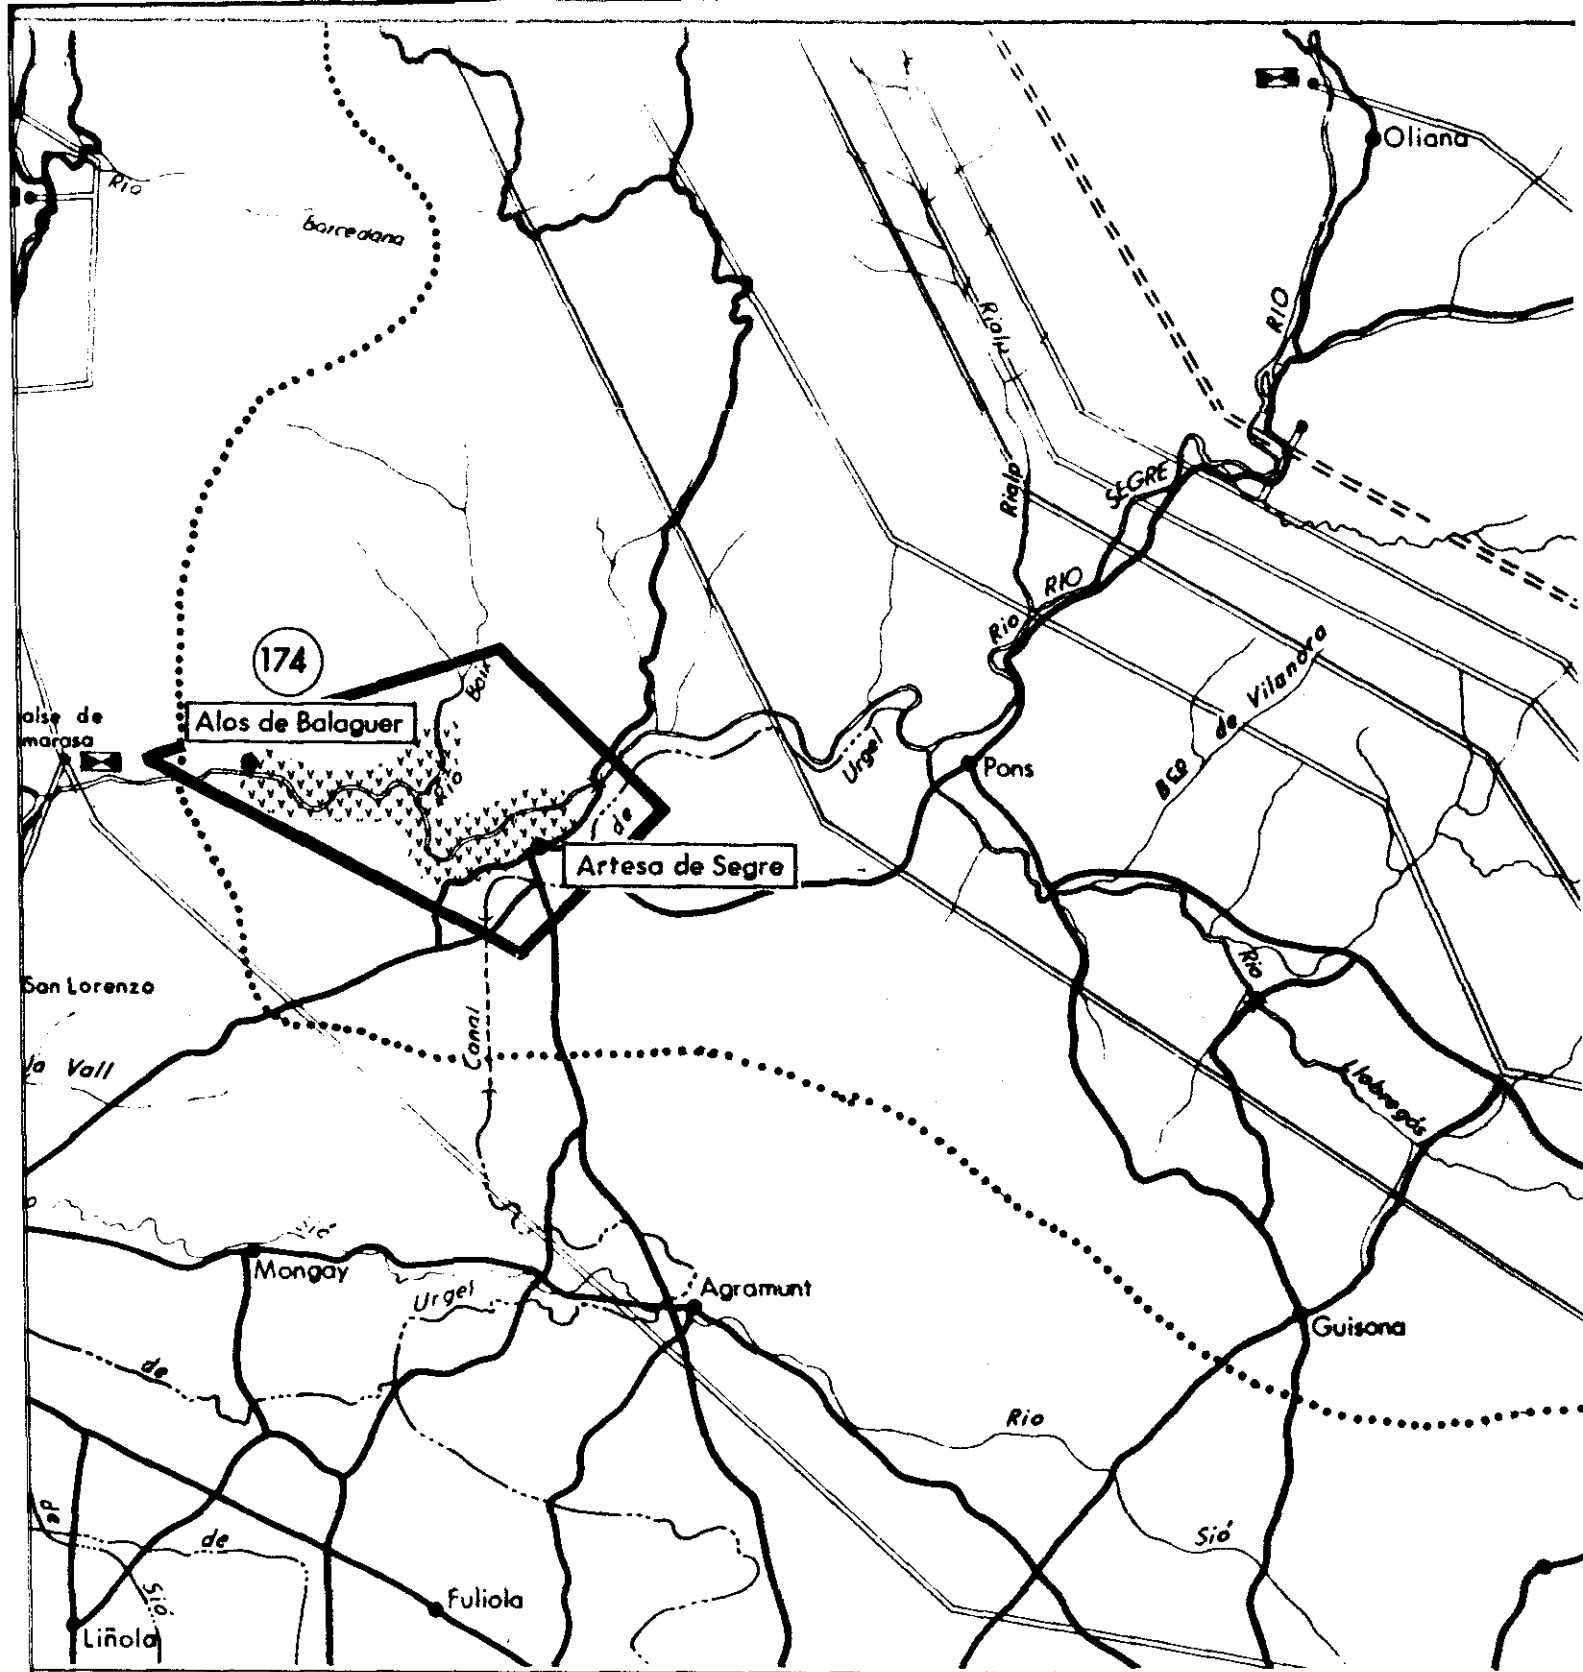 Oliana
Rio
barcedana
RIO
Rialp
Rialp
SEGRE
RIO
Rio
174
Boix
de Vilanova
alse de
marasa
Alos de Balaguer
Rio
Urgel
Pons
de
Artesa de Segre
Rio
San Lorenzo
Canal
la Vall
Llobregós
Mongay
Urgel
Agramunt
Guisona
de
Rio
de
de
Sió
Sió
Fuliola
Liñola